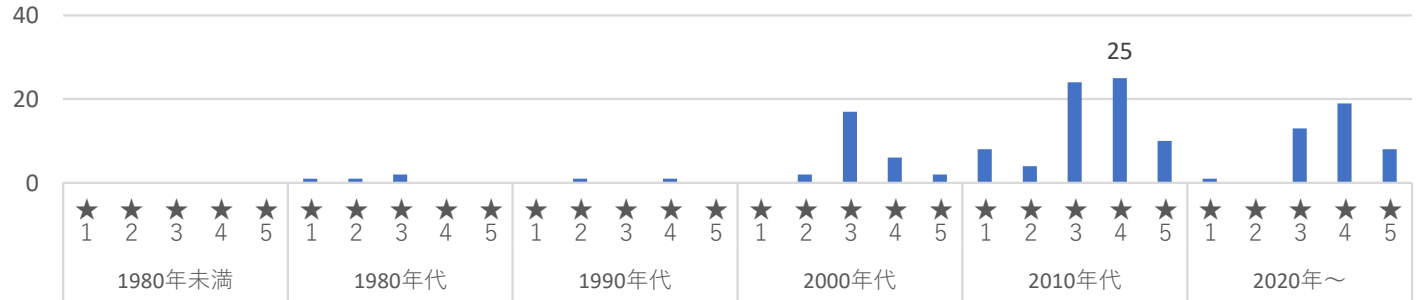 40
25
20
0
★ ★ ★ ★ ★ ★ ★ ★ ★ ★ ★ ★ ★ ★ ★ ★ ★ ★ ★ ★ ★ ★ ★ ★ ★ ★ ★ ★ ★ ★
1 2 3 4 5 1 2 3 4 5 1 2 3 4 5 1 2 3 4 5 1 2 3 4 5 1 2 3 4 5
1980年未満 1980年代 1990年代 2000年代 2010年代 2020年～